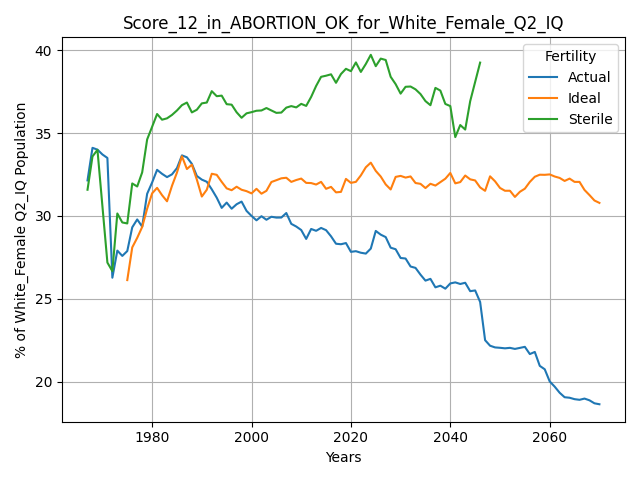 Score_12_in_ABORTION_OK_for_White_Female_Q2_IQ
Fertility
Actual
Ideal
Sterile
% of White_Female Q2_IQ Population
40
35
30
25
20
1980
2000
2020
2040
2060
Years